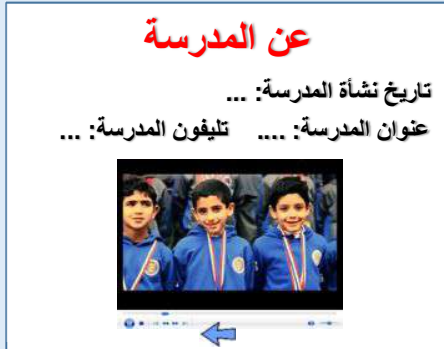 عن المدرسة
تاريخ نشأة المدرسة: ...
عنوان المدرسة: .... تليفون المدرسة: ...